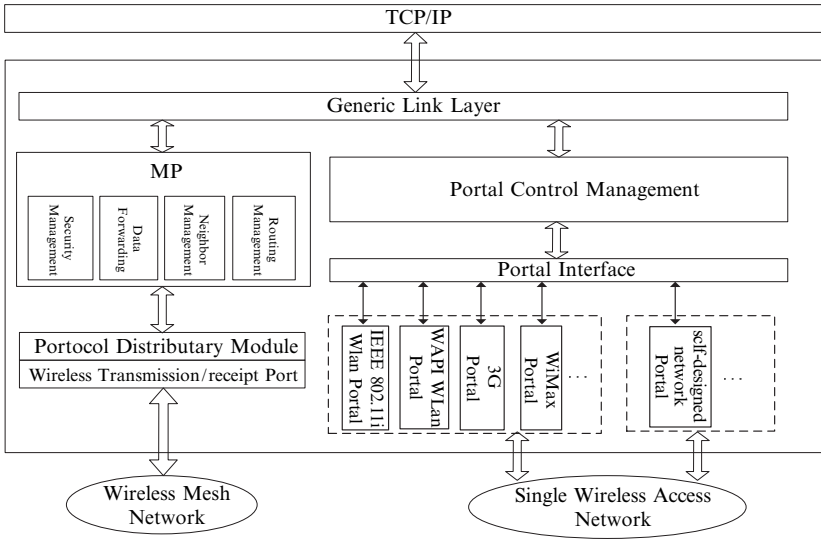 TCP/IP
Generic Link Layer
MP
Security
Management
Data
Forwarding
Neighbor
Management
Routing
Management
Portal Control Management
Portal Interface
Portocol Distributary Module
Wireless Transmission/receipt Port
IEEE 802.11i
Wlan Portal
WAPI WLan
Portal
3G
Portal
WiMax
Portal
...
sclf-designed
network
Portal
...
Wireless Mesh
Network
Single Wireless Access
Network